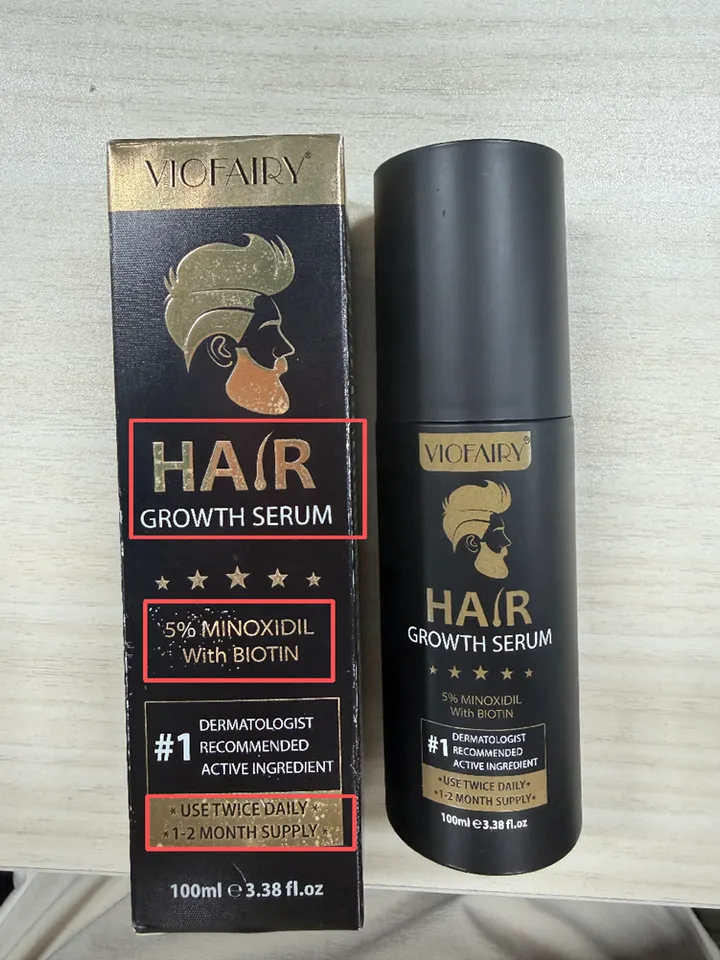 VIOFAIRY®
HAIR
GROWTH SERUM
5% MINOXIDIL
With BIOTIN
#1 DERMATOLOGIST
RECOMMENDED
ACTIVE INGREDIENT
*USE TWICE DAILY*
*1-2 MONTH SUPPLY*
100ml ℮ 3.38 fl.oz
VIOFAIRY®
HAIR
GROWTH SERUM
5% MINOXIDIL
With BIOTIN
#1 DERMATOLOGIST
RECOMMENDED
ACTIVE INGREDIENT
*USE TWICE DAILY*
*1-2 MONTH SUPPLY*
100ml ℮ 3.38 fl.oz